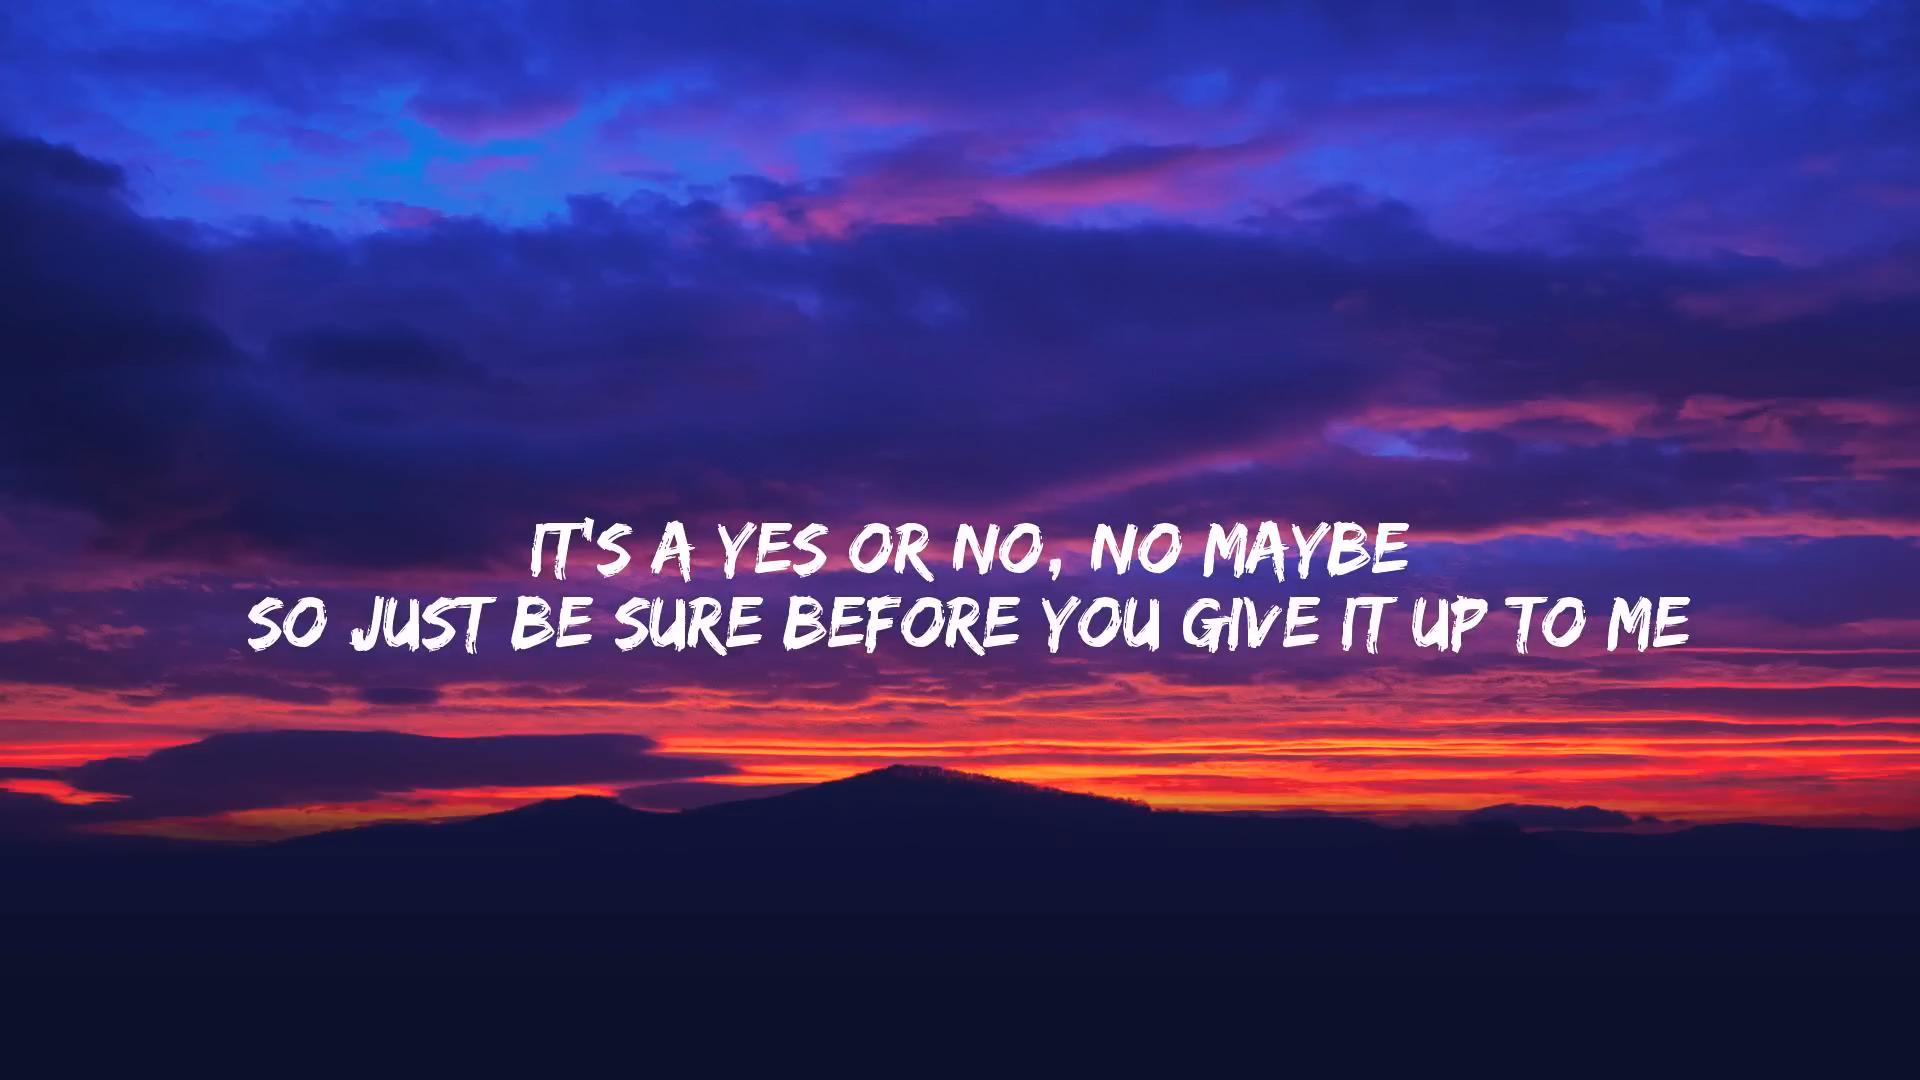 IT'S A YES OR NO, NO MAYBE
SO JUST BE SURE BEFORE YOU GIVE IT UP TO ME